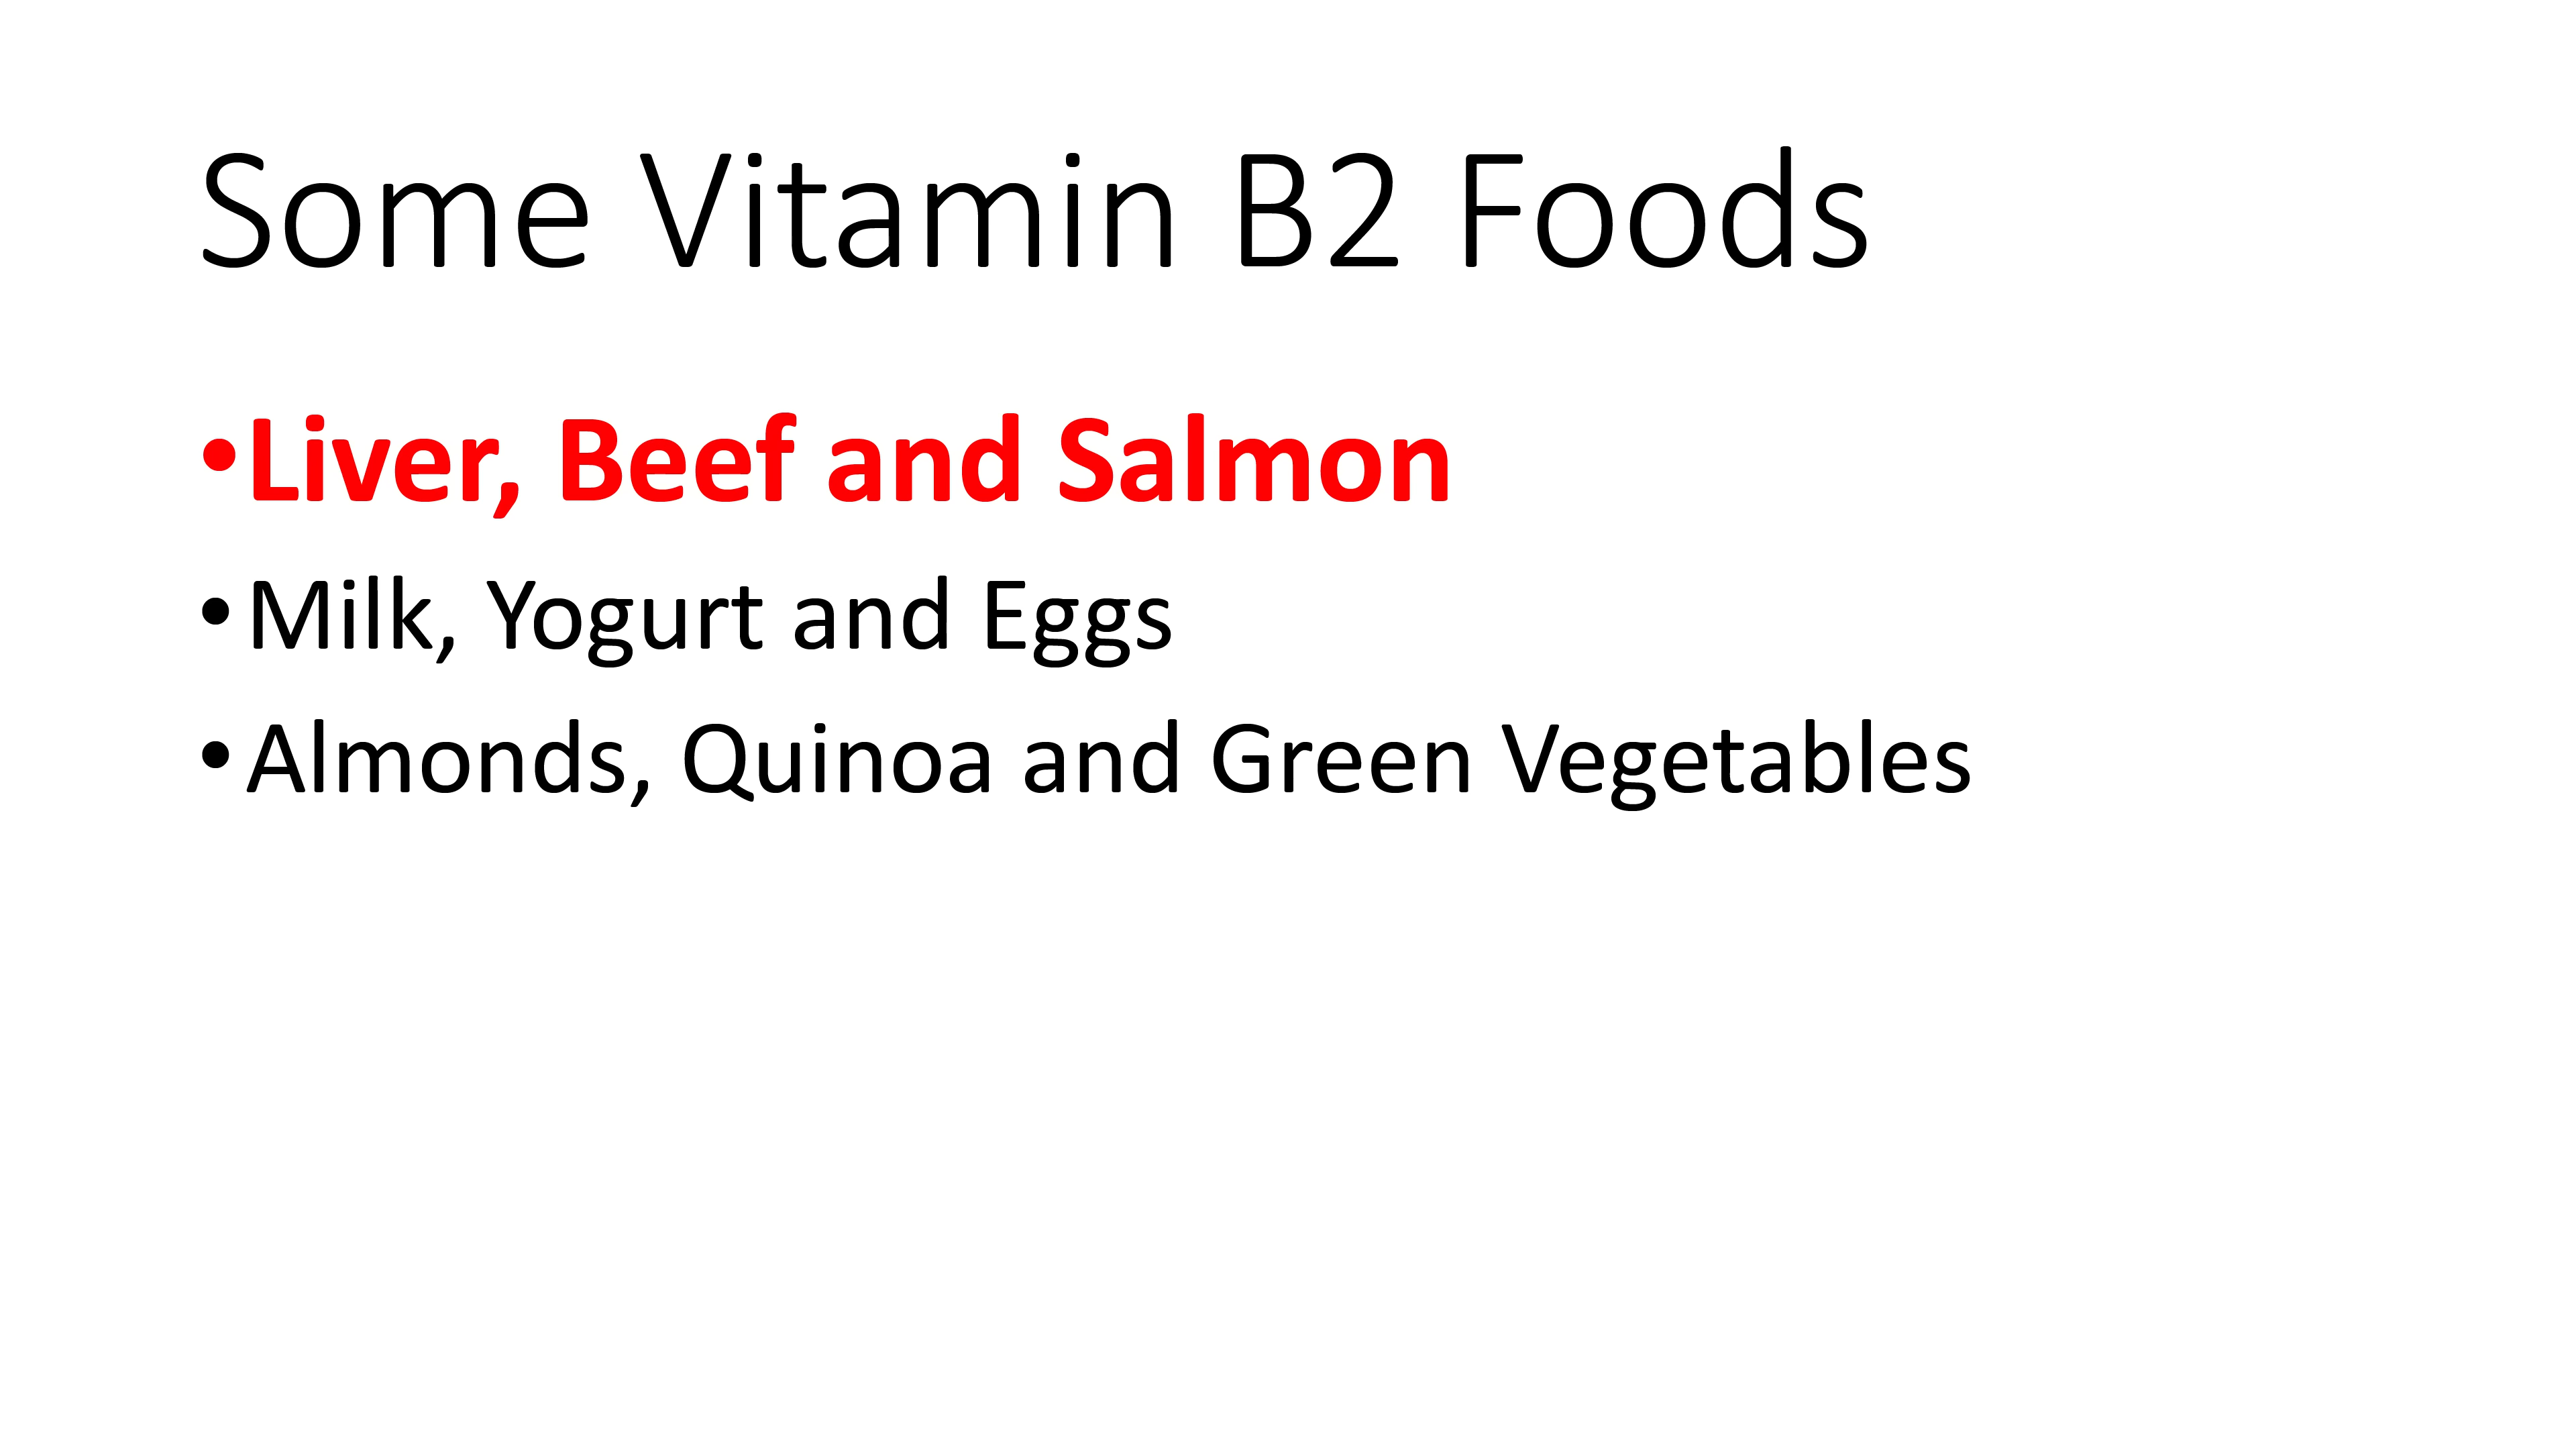 Some Vitamin B2 Foods
•Liver, Beef and Salmon
•Milk, Yogurt and Eggs
•Almonds, Quinoa and Green Vegetables